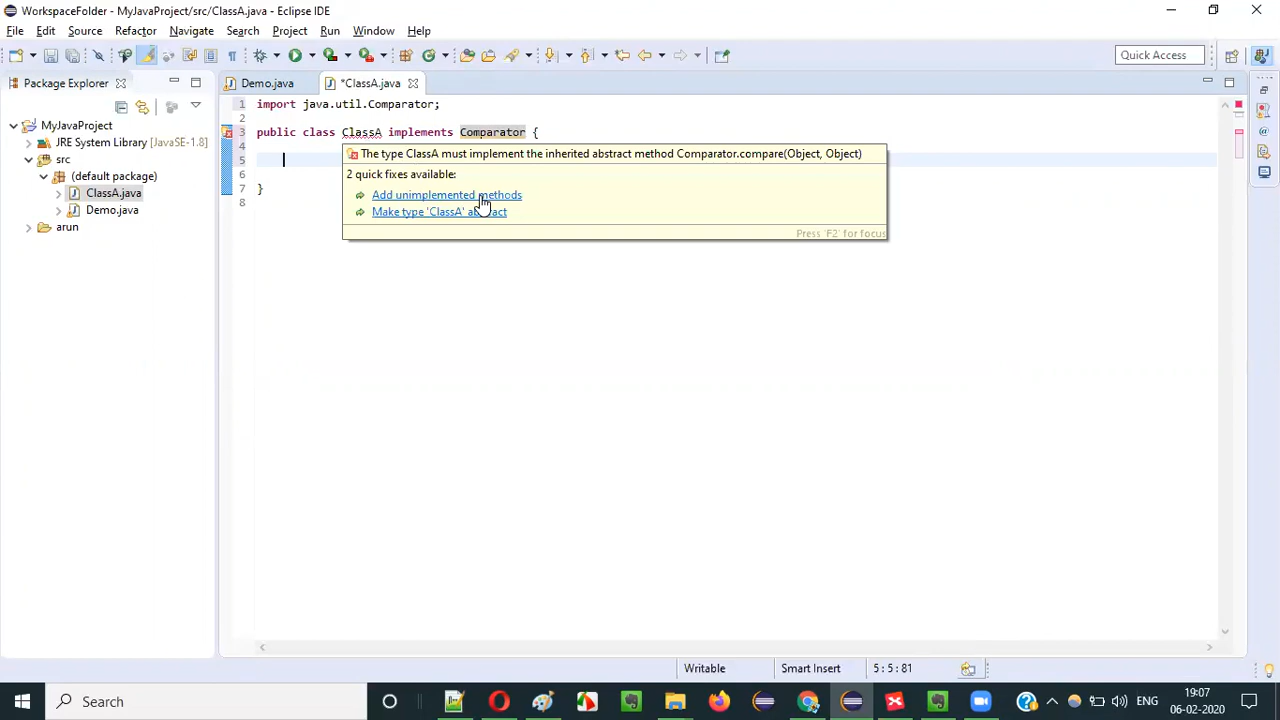 WorkspaceFolder - MyJavaProject/src/ClassA.java - Eclipse IDE
File Edit Source Refactor Navigate Search Project Run Window Help
Quick Access
Package Explorer
Demo.java
*ClassA.java
MyJavaProject
JRE System Library [JavaSE-1.8]
src
(default package)
ClassA.java
Demo.java
arun
1 import java.util.Comparator;
2
3 public class ClassA implements Comparator {
4
5
6
7 }
8
The type ClassA must implement the inherited abstract method Comparator.compare(Object, Object)
2 quick fixes available:
Add unimplemented methods
Make type 'ClassA' abstract
Press 'F2' for focus
Writable
Smart Insert
5 : 5 : 81
Search
ENG
19:07
06-02-2020